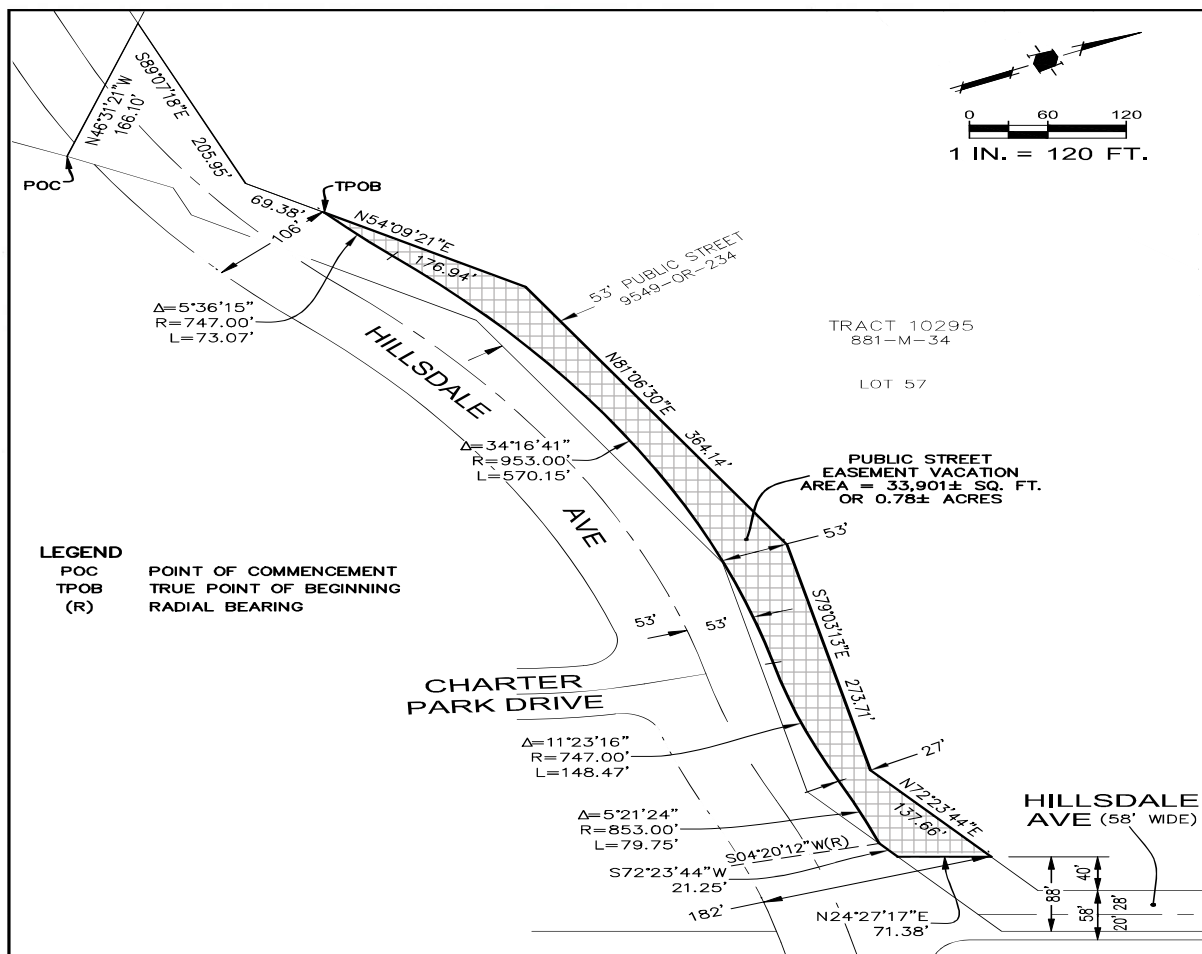 S89°07'18"E
205.95'
N46°31'21"W
166.10'
POC
TPOB
69.38'
106'
N54°09'21"E
176.94'
0 60 120
1 IN. = 120 FT.
53' PUBLIC STREET
9549-OR-234
TRACT 10295
881-M-34
LOT 57
Δ=5°36'15"
R=747.00'
L=73.07'
HILLSDALE
AVE
N81°06'30"E
364.14'
Δ=34°16'41"
R=953.00'
L=570.15'
PUBLIC STREET
EASEMENT VACATION
AREA = 33,901± SQ. FT.
OR 0.78± ACRES
53'
LEGEND
POC POINT OF COMMENCEMENT
TPOB TRUE POINT OF BEGINNING
(R) RADIAL BEARING
53'
53'
S79°03'13"E
273.71'
CHARTER
PARK DRIVE
Δ=11°23'16"
R=747.00'
L=148.47'
27'
N72°23'44"E
137.66'
HILLSDALE
AVE (58' WIDE)
Δ=5°21'24"
R=853.00'
L=79.75'
S04°20'12"W(R)
S72°23'44"W
21.25'
182'
N24°27'17"E
71.38'
88'
40'
58'
28'
20'